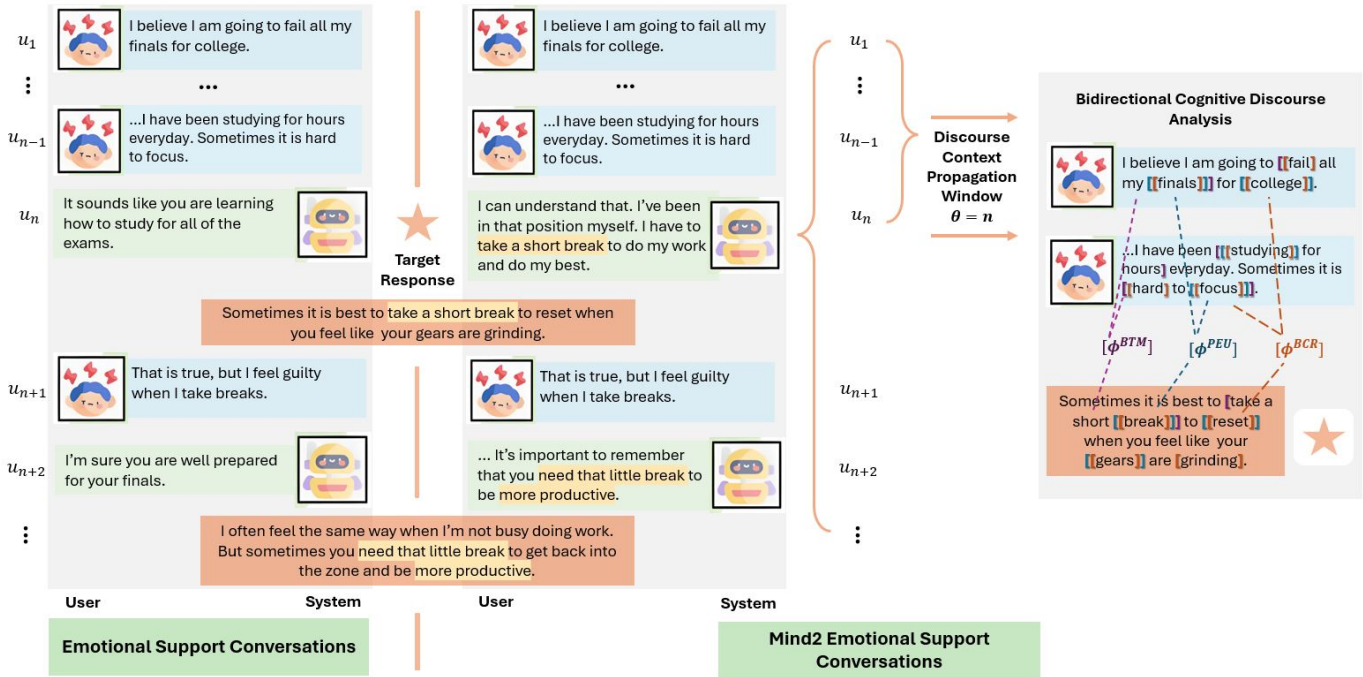 u₁
I believe I am going to fail all my
finals for college.
...
u_{n−1}
...I have been studying for hours
everyday. Sometimes it is hard
to focus.
u_n
It sounds like you are learning
how to study for all of the
exams.
Target
Response
I believe I am going to fail all my
finals for college.
...
...I have been studying for hours
everyday. Sometimes it is hard
to focus.
I can understand that. I've been
in that position myself. I have to
take a short break to do my work
and do my best.
Sometimes it is best to take a short break to reset when
you feel like your gears are grinding.
u_{n+1}
That is true, but I feel guilty
when I take breaks.
That is true, but I feel guilty
when I take breaks.
u_{n+2}
I'm sure you are well prepared
for your finals.
... It's important to remember
that you need that little break to
be more productive.
I often feel the same way when I'm not busy doing work.
But sometimes you need that little break to get back into
the zone and be more productive.
User
System
User
System
Emotional Support Conversations
Mind2 Emotional Support
Conversations
u₁
u_{n−1}
u_n
u_{n+1}
u_{n+2}
Discourse
Context
Propagation
Window
θ = n
Bidirectional Cognitive Discourse
Analysis
I believe I am going to [[fail] all
my [[finals]]] for [[college]].
...I have been [[[studying]] for
hours] everyday. Sometimes it is
[[hard] to [[focus]]].
[ϕ^{BTM}]
[ϕ^{PEU}]
[ϕ^{BCR}]
Sometimes it is best to [take a
short [[break]]] to [[reset]]
when you feel like your
[[gears]] are [grinding].